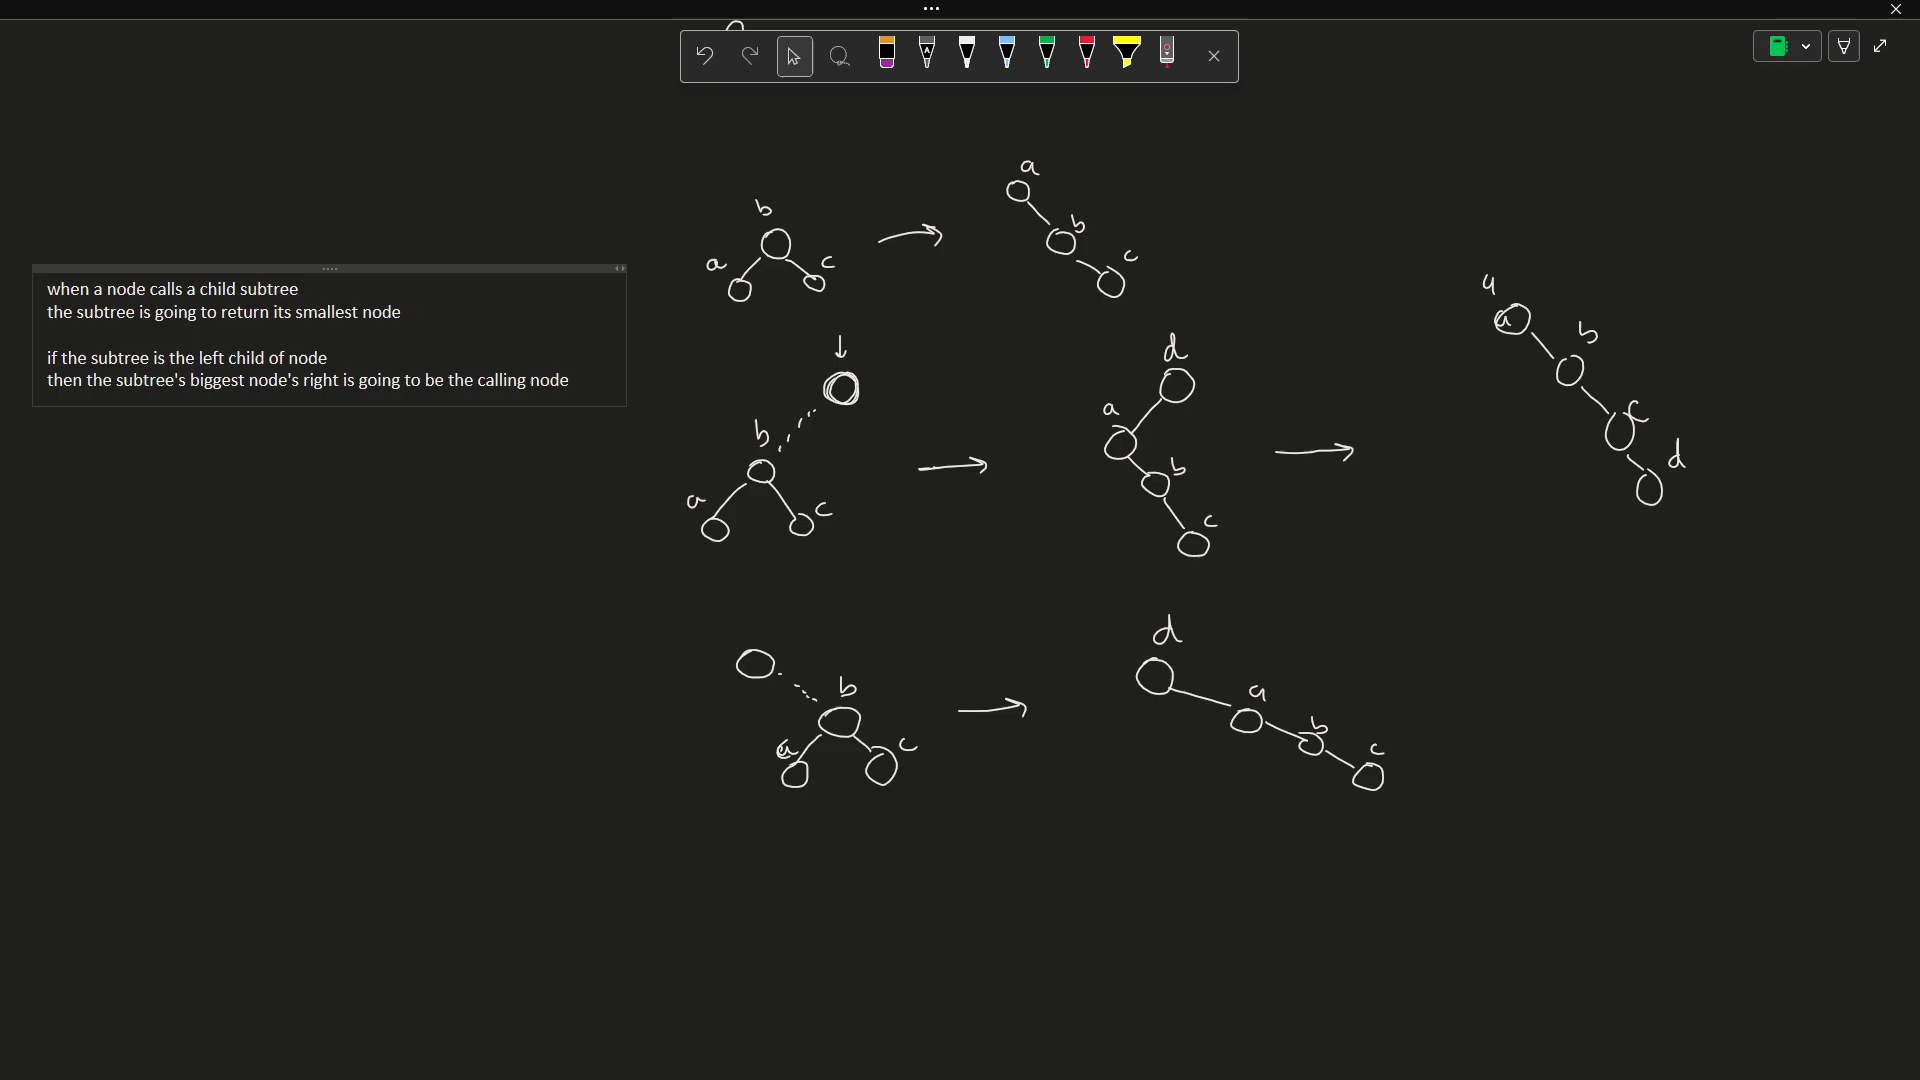 when a node calls a child subtree
the subtree is going to return its smallest node
if the subtree is the left child of node
then the subtree's biggest node's right is going to be the calling node
a
b
a
c
b
c
a
b
c
d
a
b
c
a
b
c
d
b
a
c
d
a
b
c